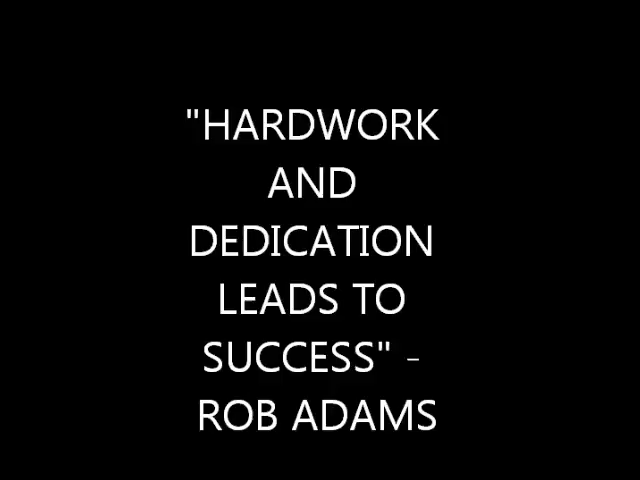 "HARDWORK
AND
DEDICATION
LEADS TO
SUCCESS" -
ROB ADAMS